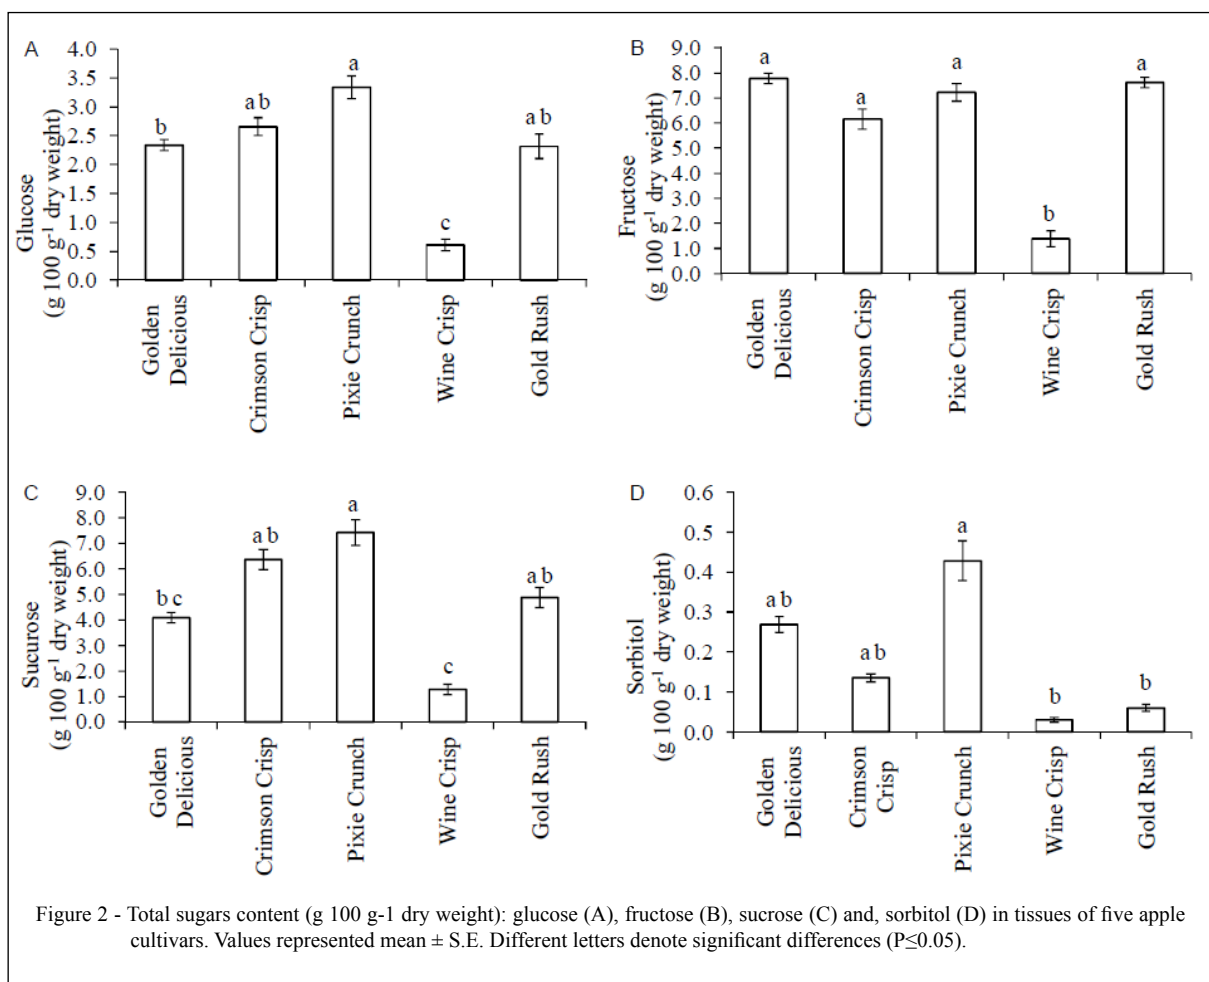 A
4.0
3.5
3.0
2.5
2.0
1.5
1.0
0.5
0.0
Glucose
(g 100 g-1 dry weight)
b
a b
a
c
a b
Golden
Delicious
Crimson Crisp
Pixie Crunch
Wine Crisp
Gold Rush
B
9.0
8.0
7.0
6.0
5.0
4.0
3.0
2.0
1.0
0.0
Fructose
(g 100 g-1 dry weight)
a
a
a
b
a
Golden
Delicious
Crimson Crisp
Pixie Crunch
Wine Crisp
Gold Rush
C
9.0
8.0
7.0
6.0
5.0
4.0
3.0
2.0
1.0
0.0
Sucurose
(g 100 g-1 dry weight)
b c
a b
a
c
a b
Golden
Delicious
Crimson Crisp
Pixie Crunch
Wine Crisp
Gold Rush
D
0.6
0.5
0.4
0.3
0.2
0.1
0.0
Sorbitol
(g 100 g-1 dry weight)
a b
a b
a
b
b
Golden
Delicious
Crimson
Crisp
Pixie Crunch
Wine Crisp
Gold Rush
Figure 2 - Total sugars content (g 100 g-1 dry weight): glucose (A), fructose (B), sucrose (C) and, sorbitol (D) in tissues of five apple
cultivars. Values represented mean ± S.E. Different letters denote significant differences (P≤0.05).